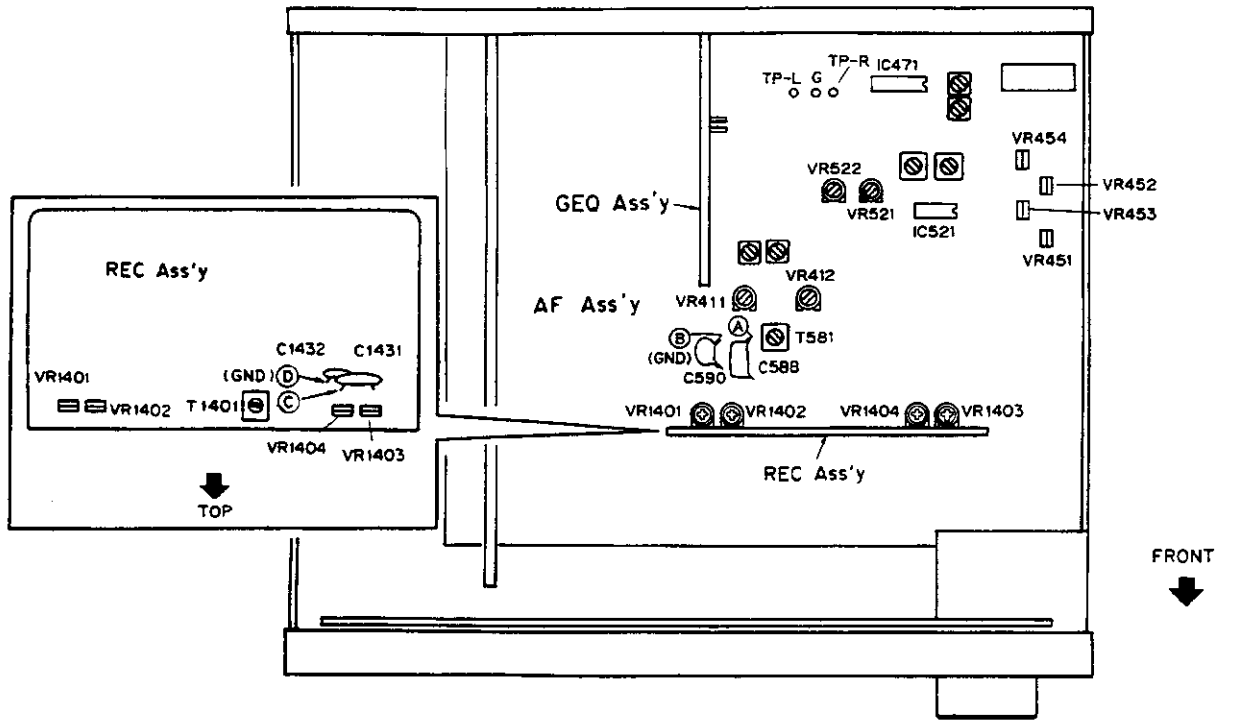 TP-L G TP-R IC471
VR454
VR522
VR452
GEQ Ass'y
VR521
VR453
IC521
VR451
REC Ass'y
VR412
AF Ass'y
VR411
A
B
T581
(GND)
C590
C588
C1432 C1431
(GND) D
VR1401
VR1402
T1401
C
VR1404
VR1403
VR1401
VR1402
VR1404
VR1403
REC Ass'y
TOP
FRONT